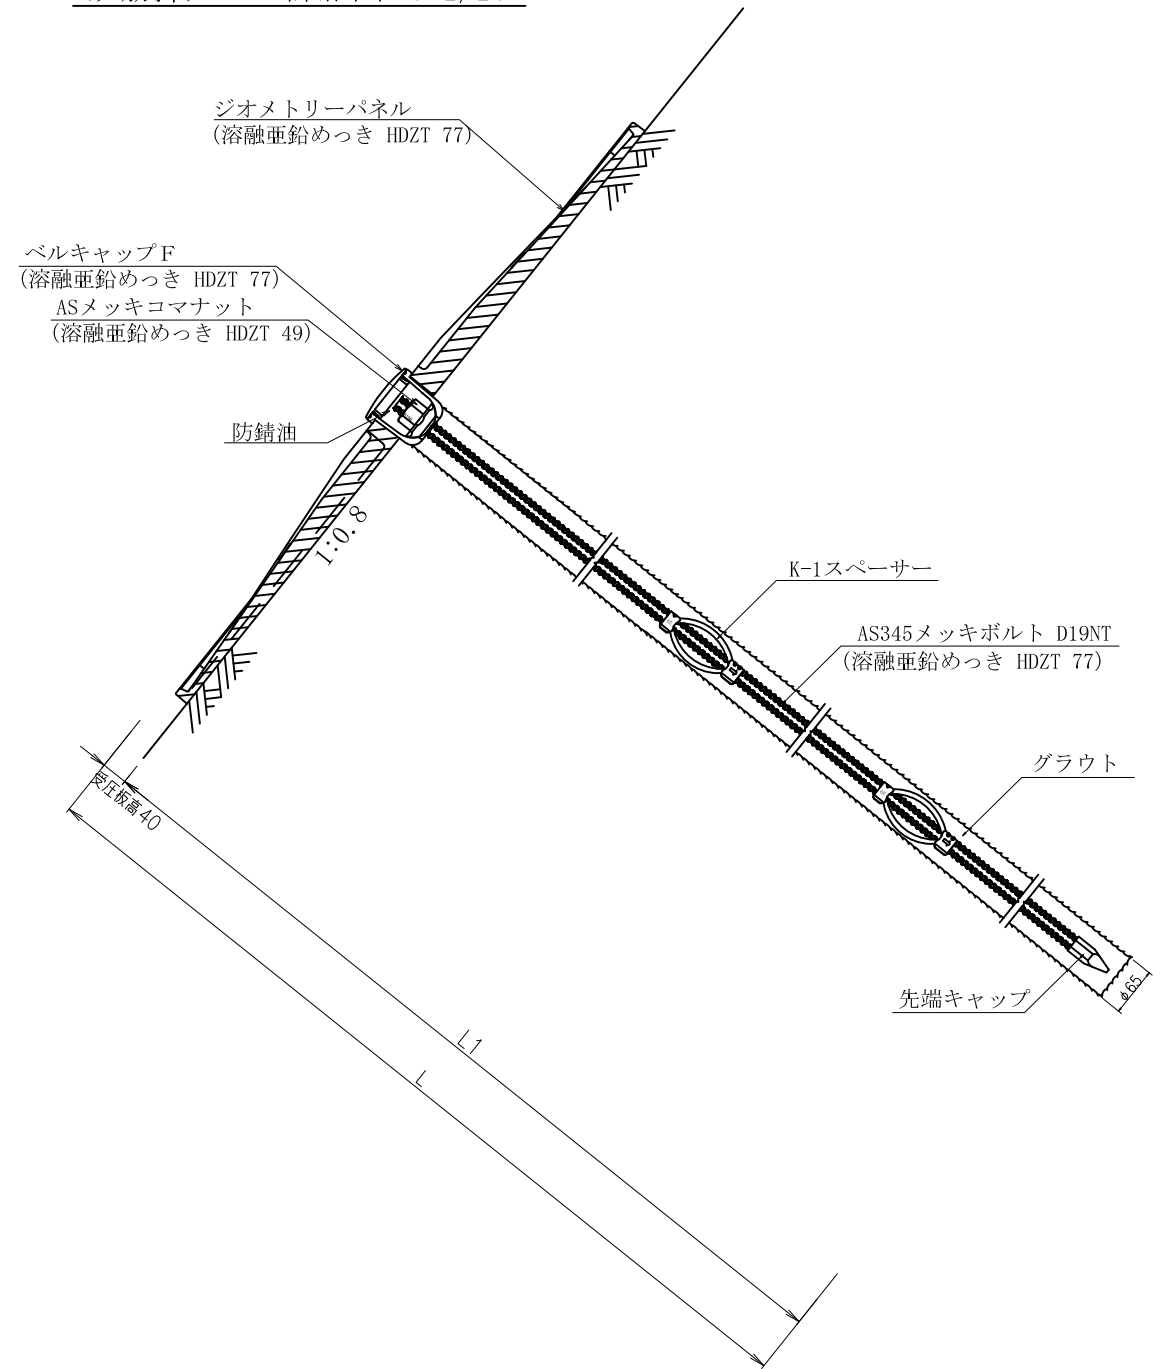 ジオメトリーパネル
(溶融亜鉛めっき HDZT 77)
ベルキャップF
(溶融亜鉛めっき HDZT 77)
ASメッキコマナット
(溶融亜鉛めっき HDZT 49)
防錆油
1:0.8
K-1スペーサー
AS345メッキボルト D19NT
(溶融亜鉛めっき HDZT 77)
グラウト
受圧板高40
先端キャップ
φ65
L1
L